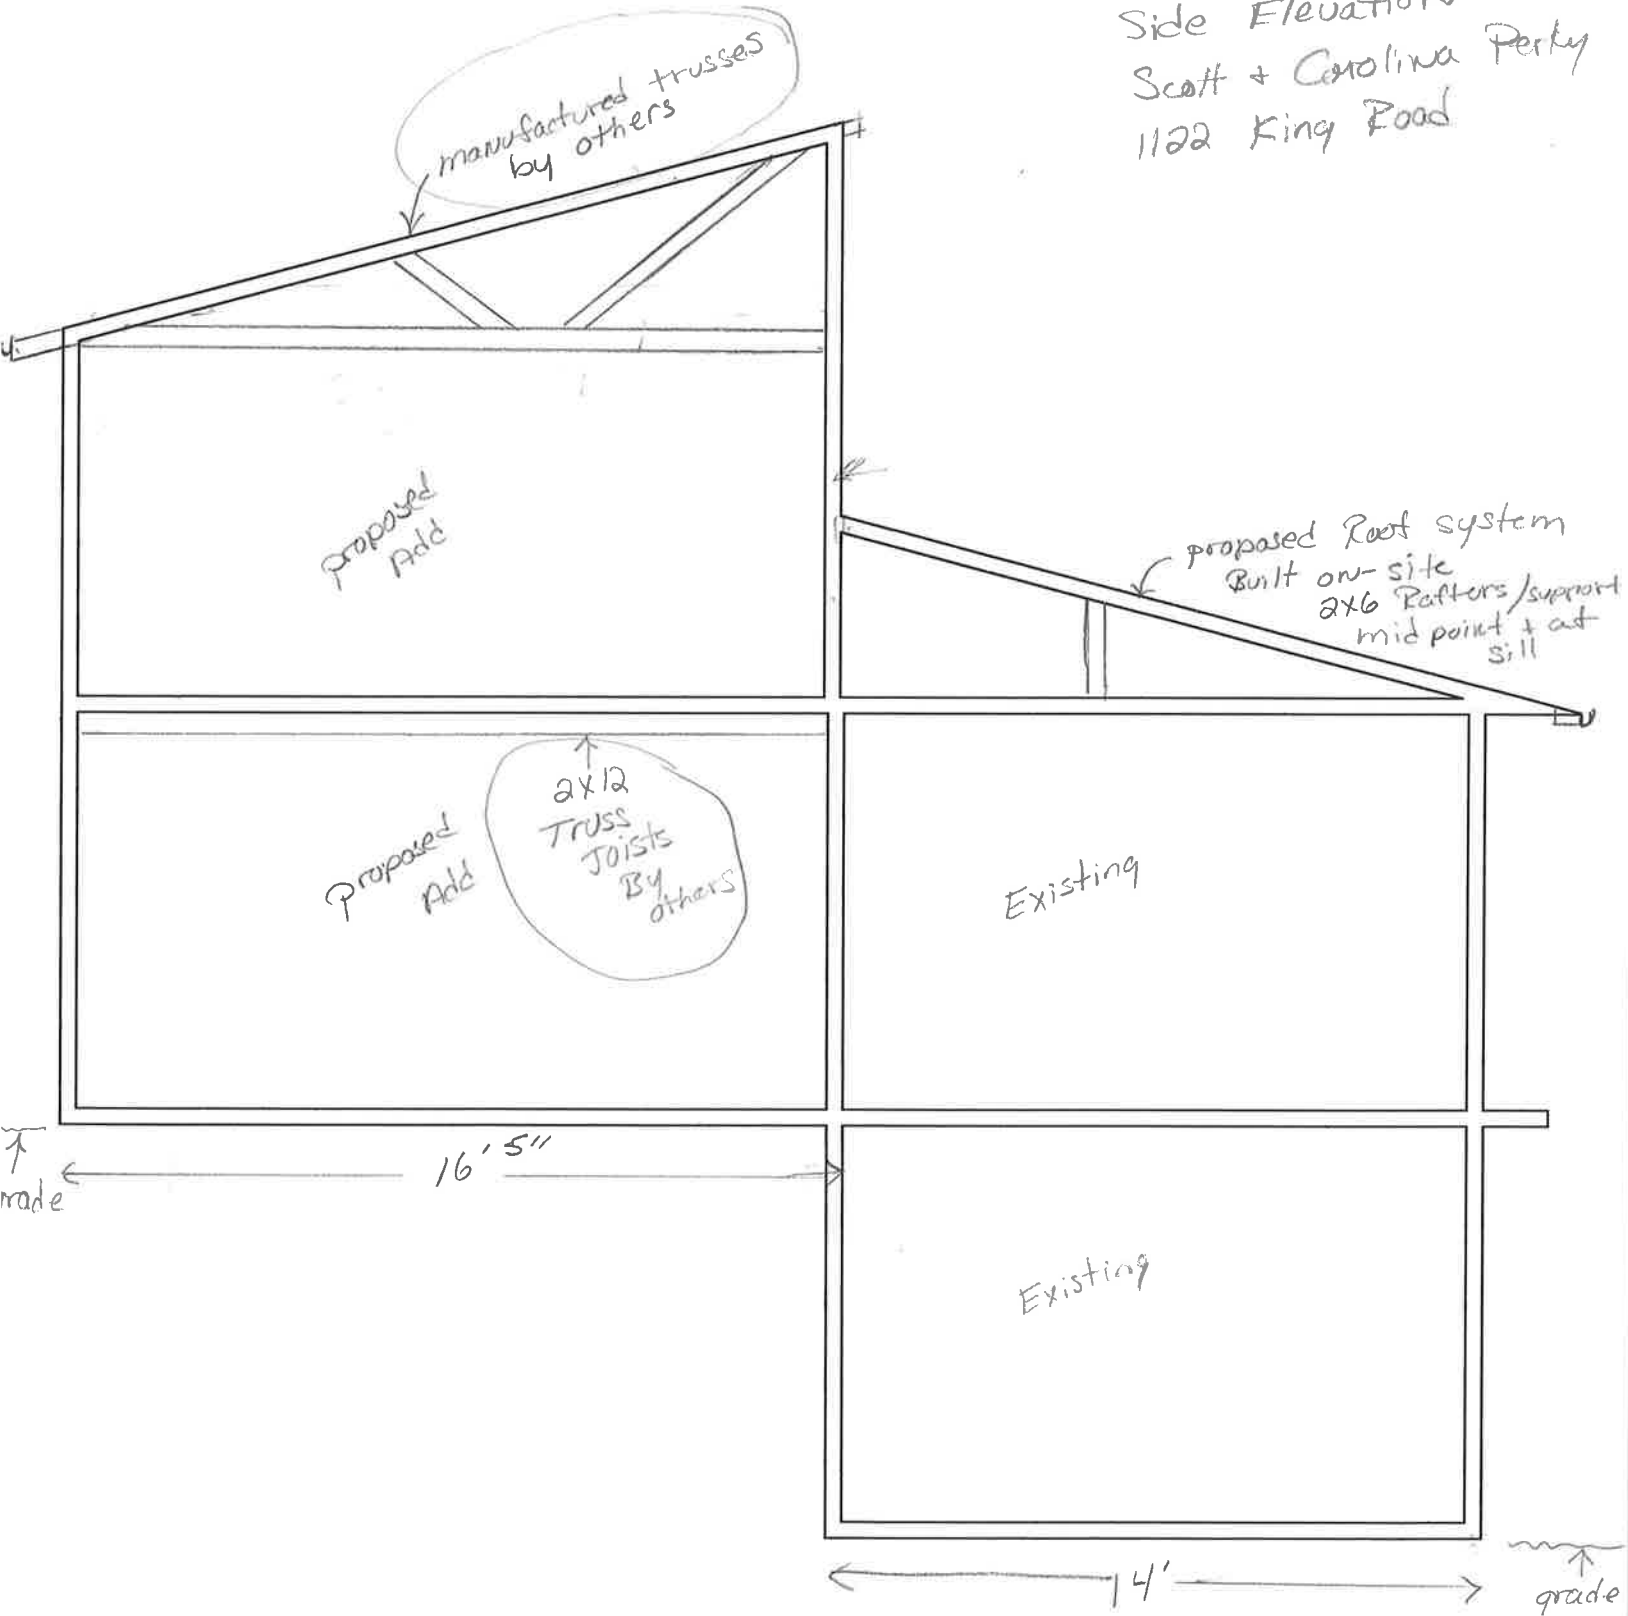 Side Elevation
Scott + Carolina Perky
1122 King Road
manufactured trusses
by others
proposed
Add
proposed Roof system
Built on-site
2x6 Rafters/support
mid point + at
sill
2x12
Truss
Joists
By
others
proposed
Add
Existing
16' 5"
rade
Existing
14'
grade